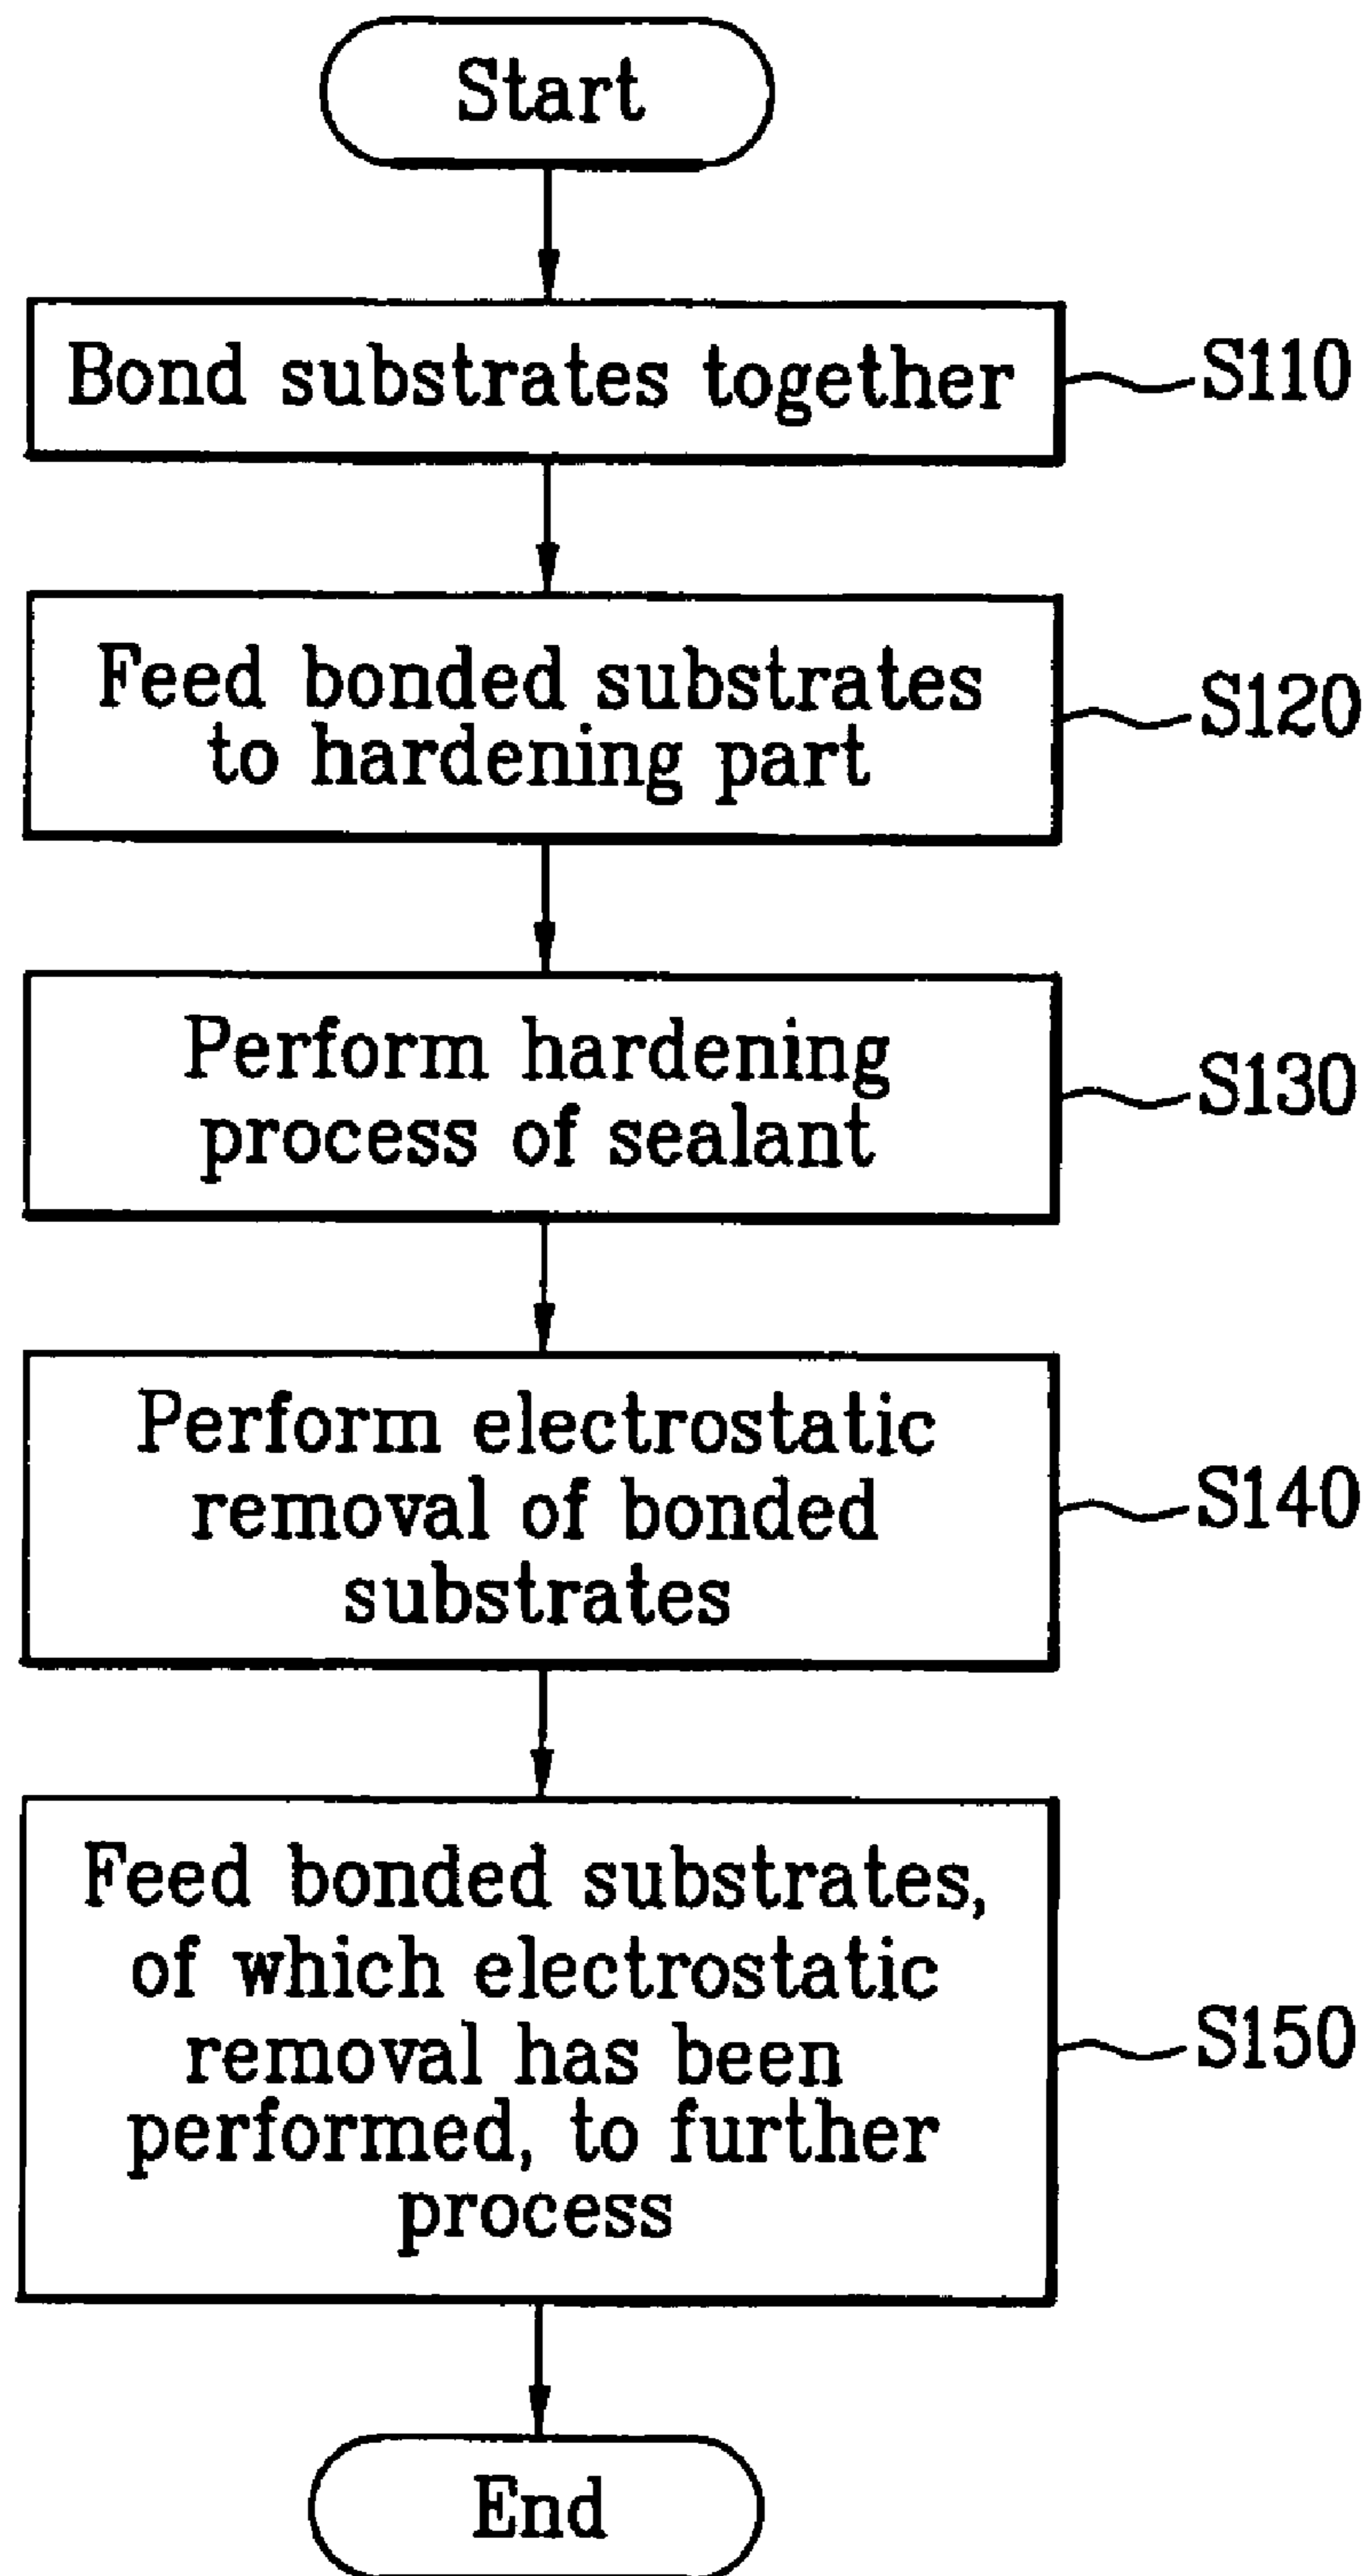 Start
Bond substrates together
S110
Feed bonded substrates
to hardening part
S120
Perform hardening
process of sealant
S130
Perform electrostatic
removal of bonded
substrates
S140
Feed bonded substrates,
of which electrostatic
removal has been
performed, to further
process
S150
End